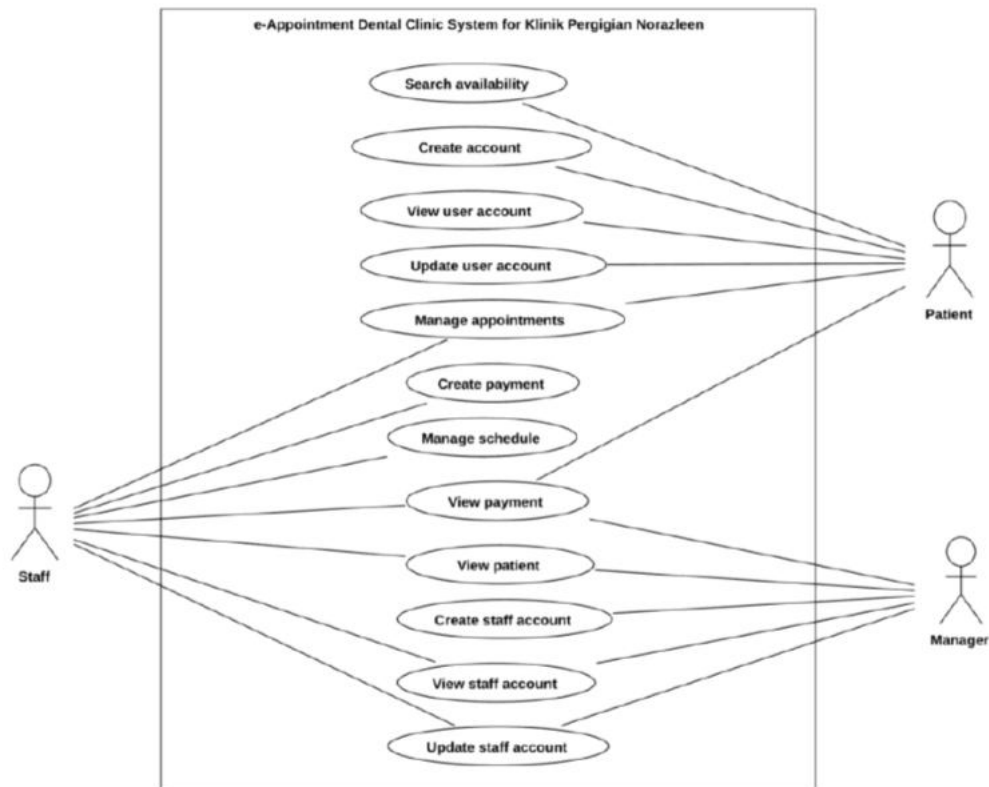 e-Appointment Dental Clinic System for Klinik Pergigian Norazleen
Search availability
Create account
View user account
Update user account
Manage appointments
Patient
Create payment
Manage schedule
View payment
View patient
Staff
Create staff account
Manager
View staff account
Update staff account